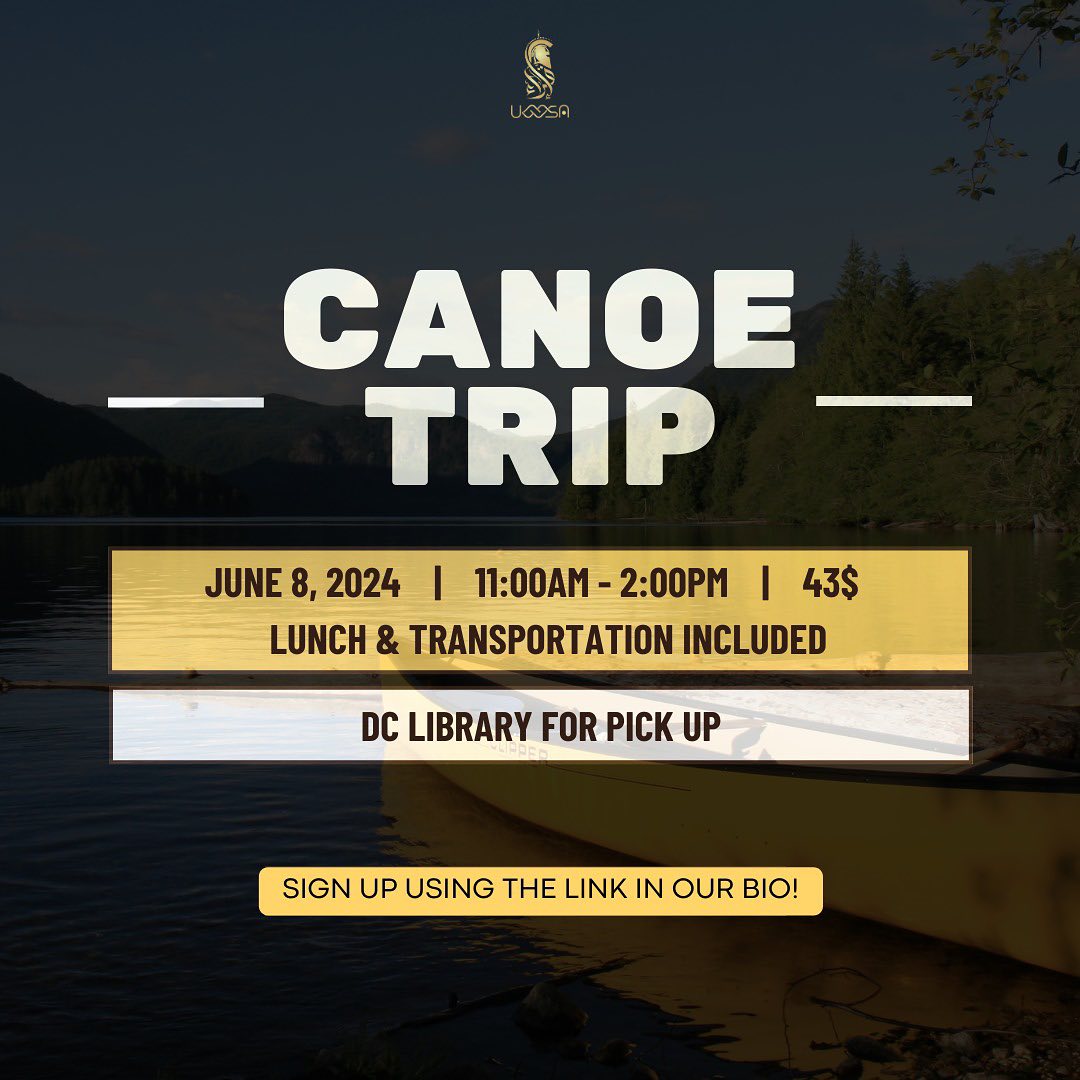 CANOE
TRIP
JUNE 8, 2024 | 11:00AM - 2:00PM | 43$
LUNCH & TRANSPORTATION INCLUDED
DC LIBRARY FOR PICK UP
SIGN UP USING THE LINK IN OUR BIO!